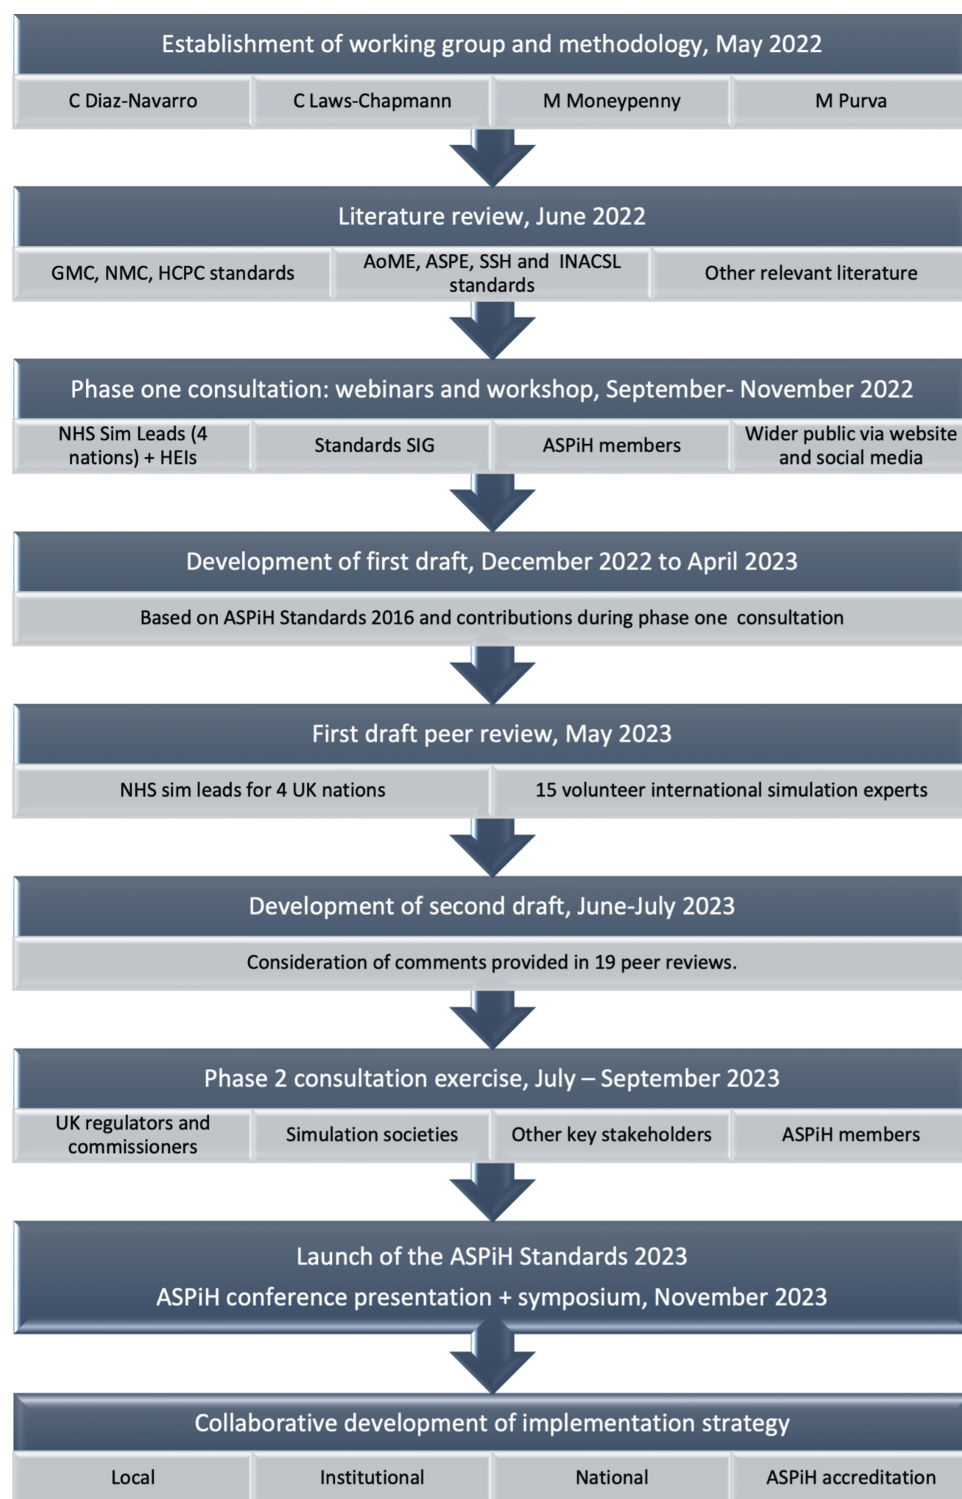 Establishment of working group and methodology, May 2022
C Diaz-Navarro
C Laws-Chapmann
M Moneypenny
M Purva
Literature review, June 2022
GMC, NMC, HCPC standards
AoME, ASPE, SSH and INACSL
standards
Other relevant literature
Phase one consultation: webinars and workshop, September- November 2022
NHS Sim Leads (4
nations) + HEIs
Standards SIG
ASPiH members
Wider public via website
and social media
Development of first draft, December 2022 to April 2023
Based on ASPiH Standards 2016 and contributions during phase one consultation
First draft peer review, May 2023
NHS sim leads for 4 UK nations
15 volunteer international simulation experts
Development of second draft, June-July 2023
Consideration of comments provided in 19 peer reviews.
Phase 2 consultation exercise, July – September 2023
UK regulators and
commissioners
Simulation societies
Other key stakeholders
ASPiH members
Launch of the ASPiH Standards 2023
ASPiH conference presentation + symposium, November 2023
Collaborative development of implementation strategy
Local
Institutional
National
ASPiH accreditation